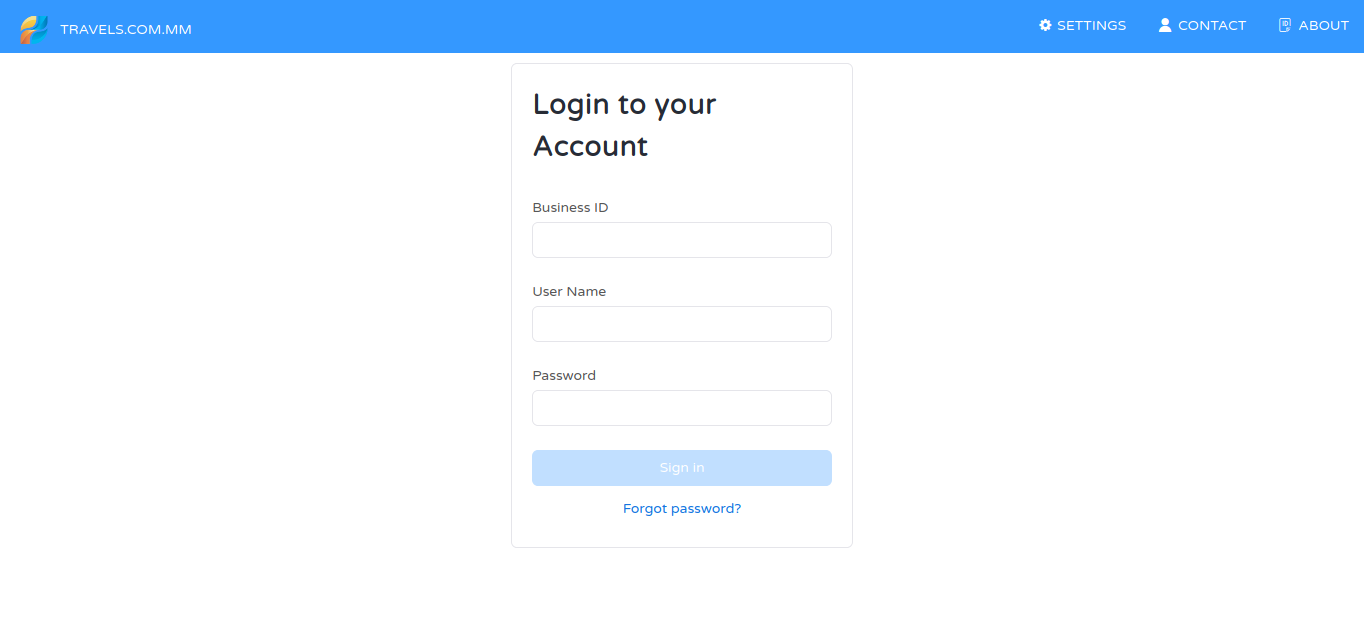 TRAVELS.COM.MM
SETTINGS
CONTACT
ABOUT
Login to your
Account
Business ID
User Name
Password
Sign in
Forgot password?